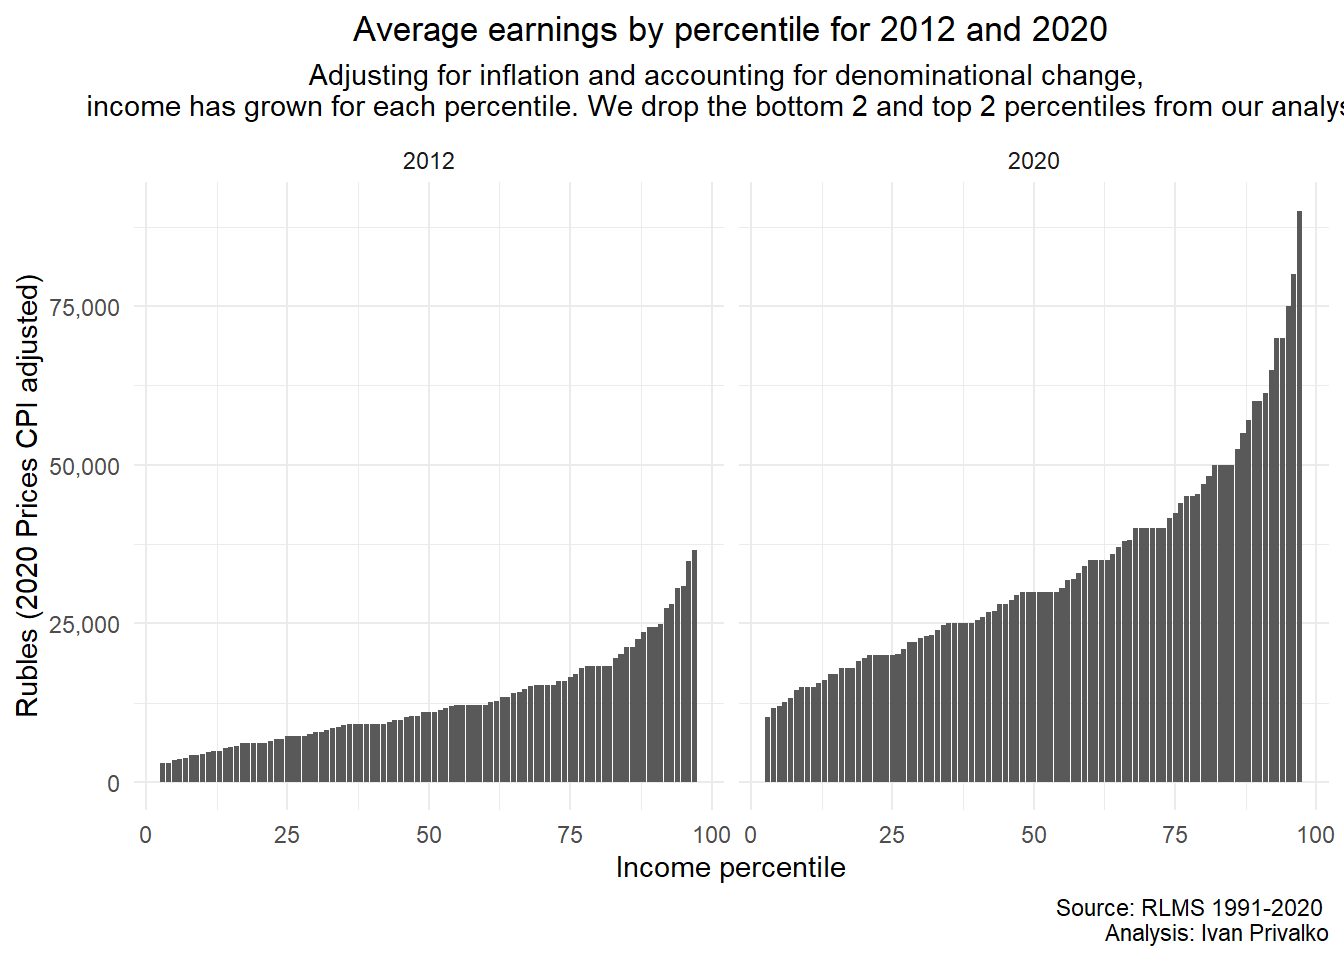 Average earnings by percentile for 2012 and 2020
Adjusting for inflation and accounting for denominational change,
income has grown for each percentile. We drop the bottom 2 and top 2 percentiles from our analys
2012
2020
Rubles (2020 Prices CPI adjusted)
75,000
50,000
25,000
0
0 25 50 75 100
0 25 50 75 100
Income percentile
Source: RLMS 1991-2020
Analysis: Ivan Privalko